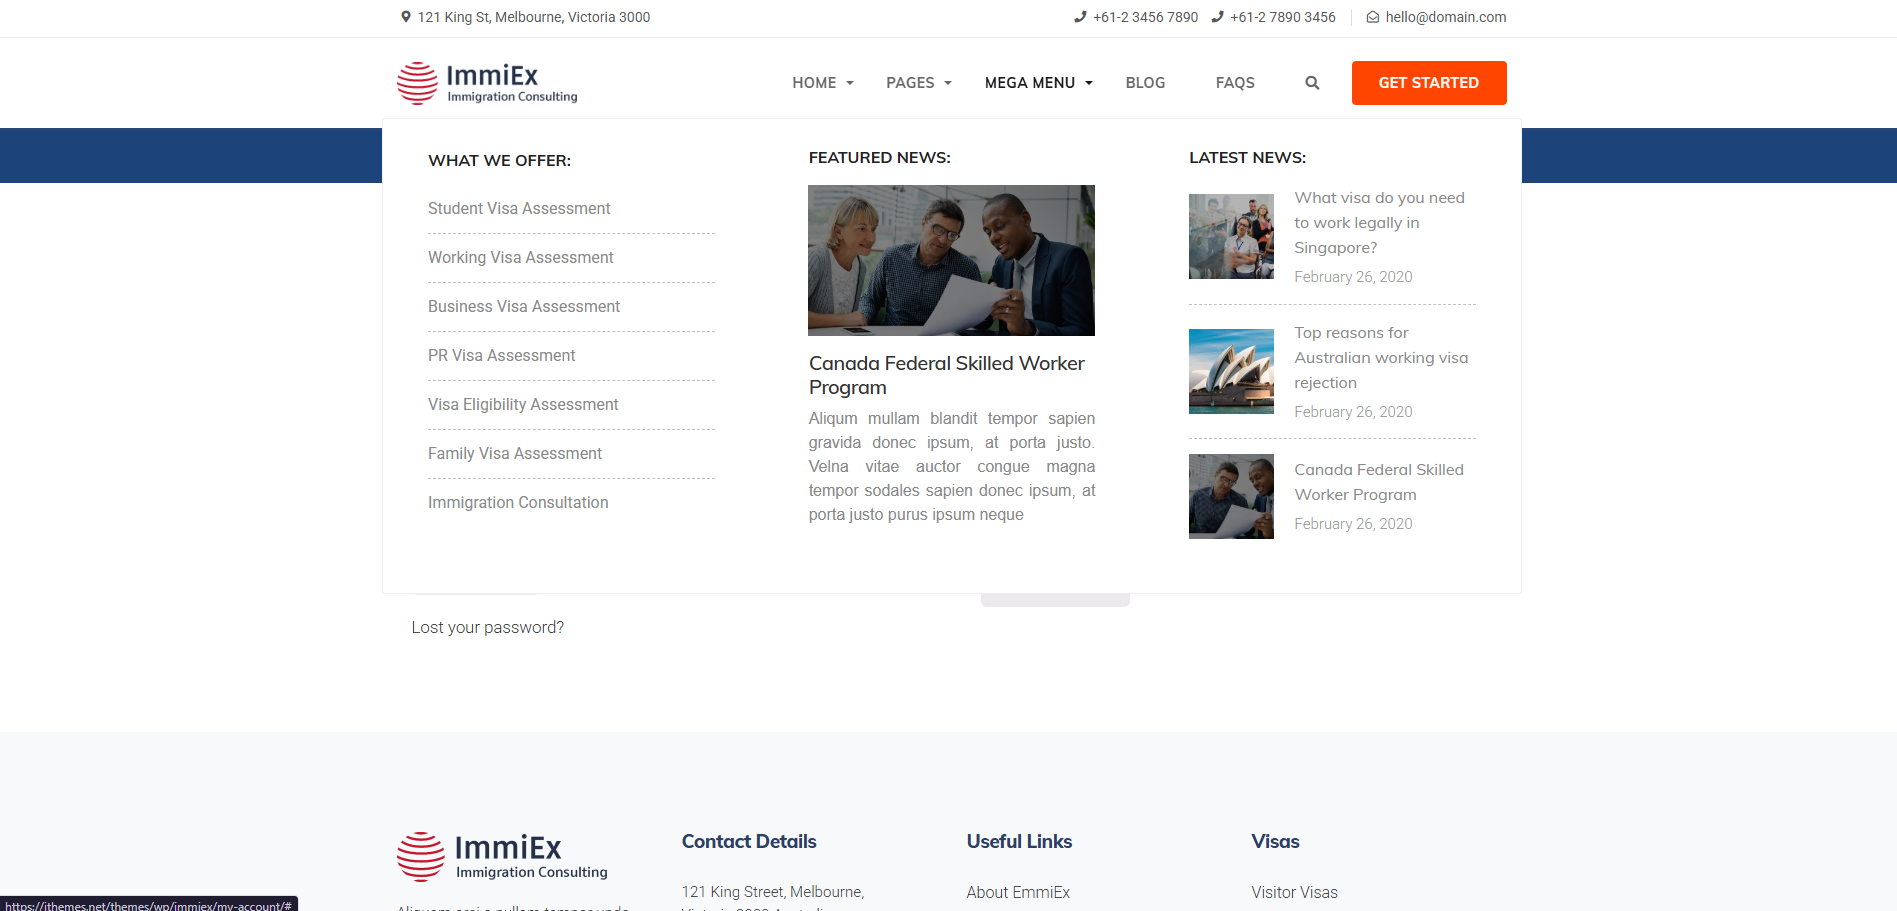 121 King St, Melbourne, Victoria 3000
+61-2 3456 7890
+61-2 7890 3456
hello@domain.com
ImmiEx
Immigration Consulting
HOME
PAGES
MEGA MENU
BLOG
FAQS
GET STARTED
WHAT WE OFFER:
Student Visa Assessment
Working Visa Assessment
Business Visa Assessment
PR Visa Assessment
Visa Eligibility Assessment
Family Visa Assessment
Immigration Consultation
FEATURED NEWS:
Canada Federal Skilled Worker
Program
Aliqum mullam blandit tempor sapien
gravida donec ipsum, at porta justo.
Velna vitae auctor congue magna
tempor sodales sapien donec ipsum, at
porta justo purus ipsum neque
LATEST NEWS:
What visa do you need
to work legally in
Singapore?
February 26, 2020
Top reasons for
Australian working visa
rejection
February 26, 2020
Canada Federal Skilled
Worker Program
February 26, 2020
Lost your password?
ImmiEx
Immigration Consulting
Contact Details
121 King Street, Melbourne,
Useful Links
About EmmiEx
Visas
Visitor Visas
https://ithemes.net/themes/wp/immiex/my-account/#